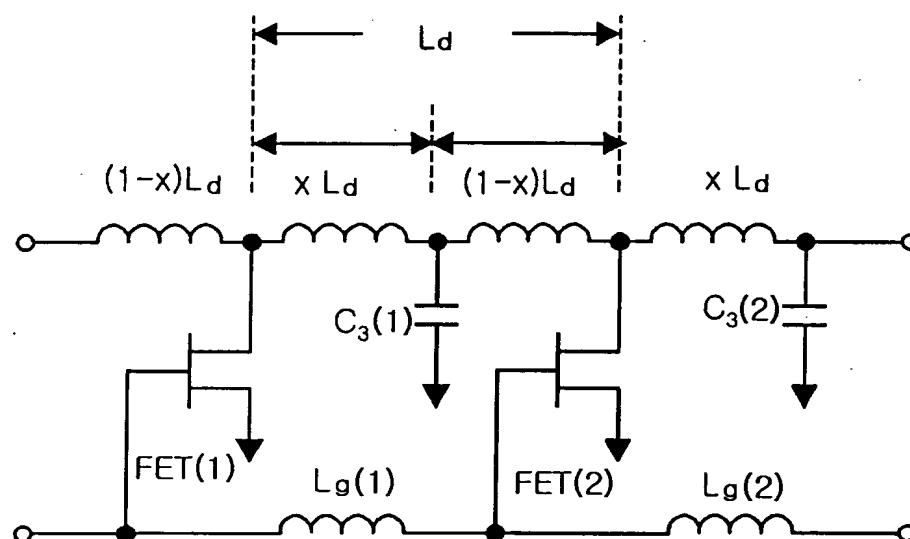 Ld
(1-x)Ld
x Ld
(1-x)Ld
x Ld
C₃(1)
C₃(2)
FET(1)
Lg(1)
FET(2)
Lg(2)